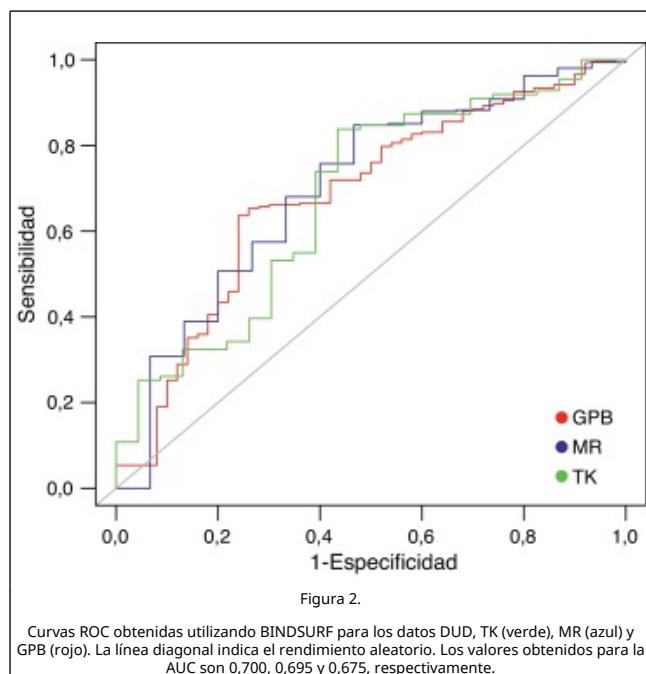 1,0
0,8
0,6
0,4
0,2
0,0
Sensibilidad
GPB
MR
TK
0,0 0,2 0,4 0,6 0,8 1,0
1-Especificidad
Figura 2.
Curvas ROC obtenidas utilizando BINDSURF para los datos DUD, TK (verde), MR (azul) y
GPB (rojo). La línea diagonal indica el rendimiento aleatorio. Los valores obtenidos para la
AUC son 0,700, 0,695 y 0,675, respectivamente.